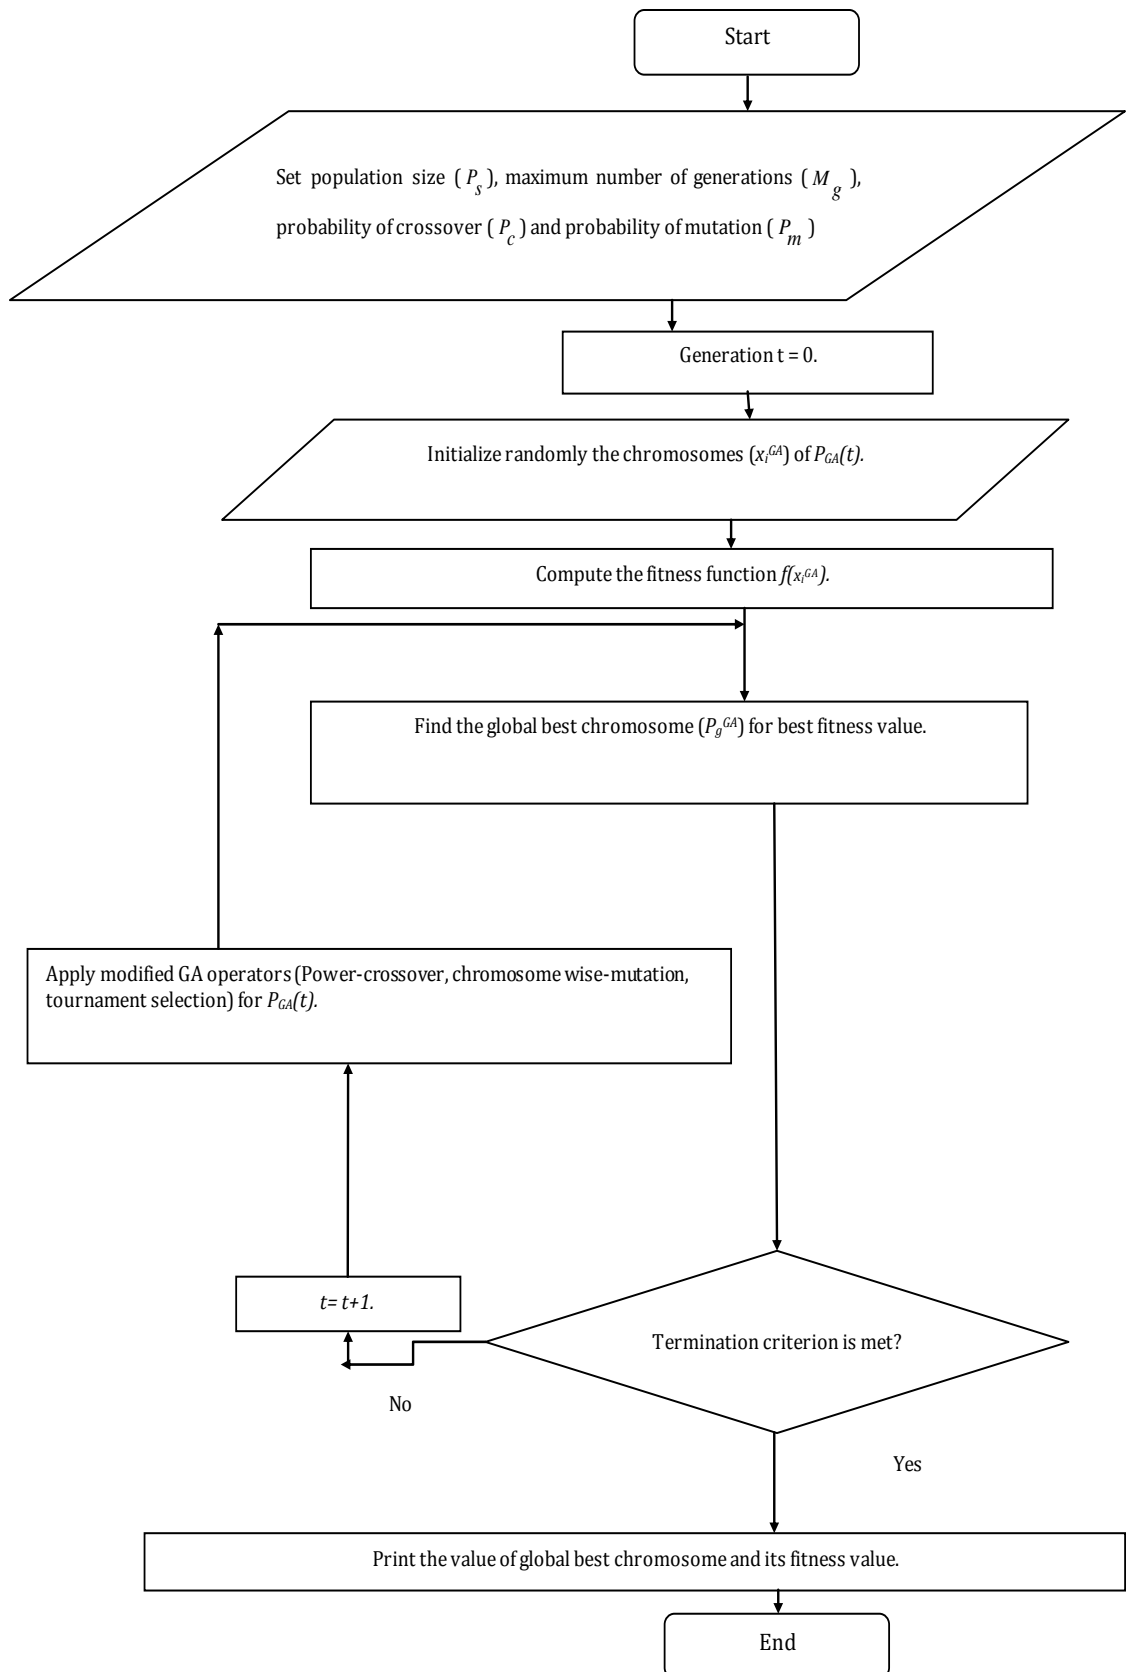 Start
Set population size ( P_s ), maximum number of generations ( M_g ),
probability of crossover ( P_c ) and probability of mutation ( P_m )
Generation t = 0.
Initialize randomly the chromosomes (x_i^GA) of P_GA(t).
Compute the fitness function f(x_i^GA).
Find the global best chromosome (P_g^GA) for best fitness value.
Apply modified GA operators (Power-crossover, chromosome wise-mutation,
tournament selection) for P_GA(t).
t= t+1.
Termination criterion is met?
No
Yes
Print the value of global best chromosome and its fitness value.
End